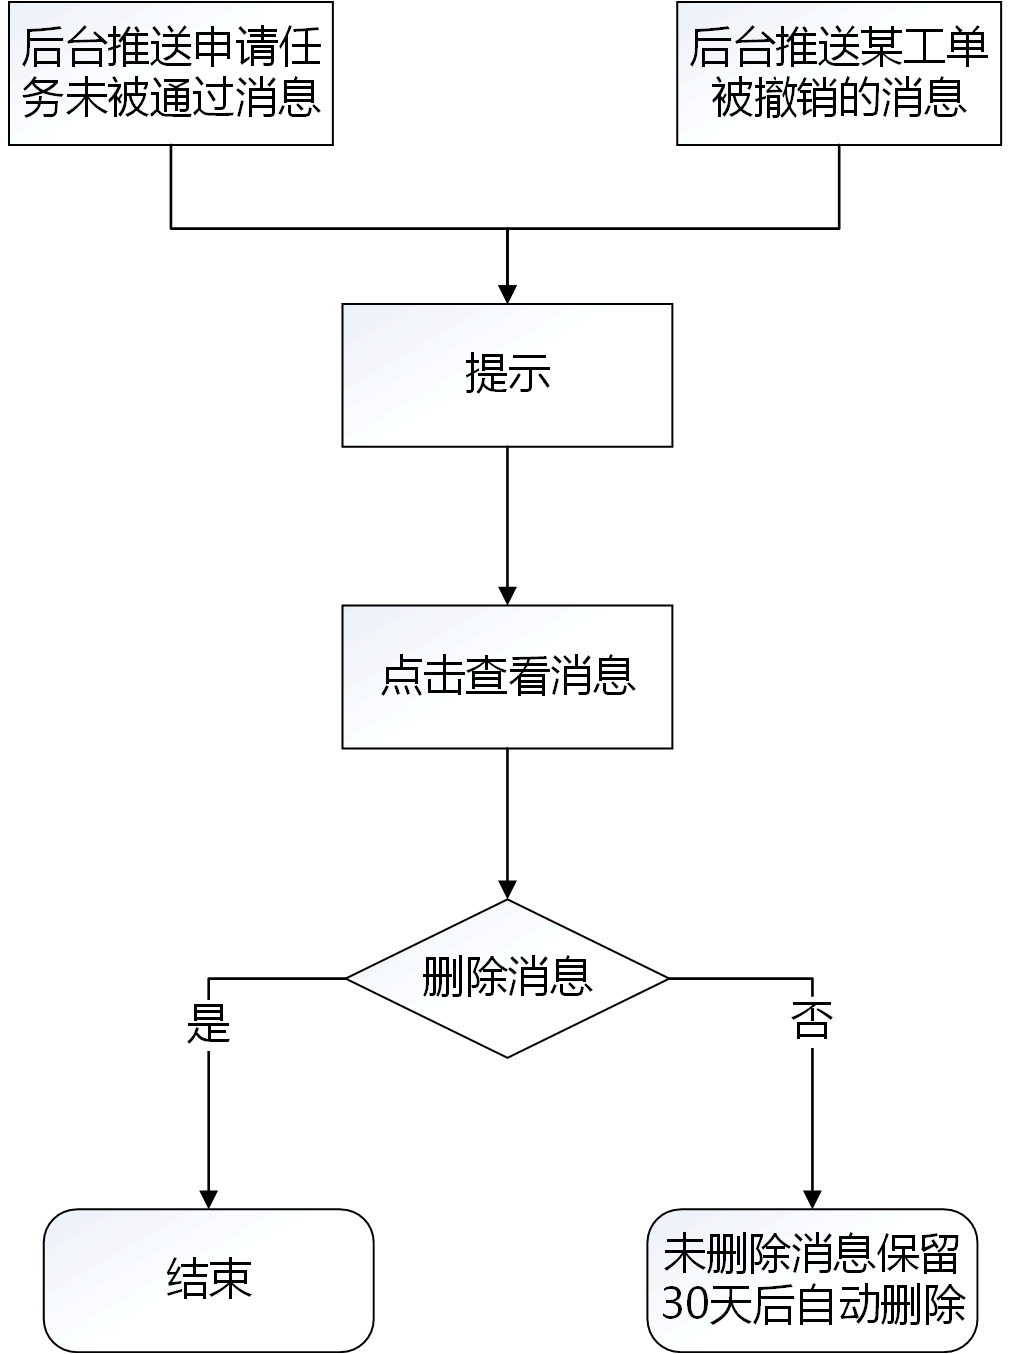 后台推送申请任
务未被通过消息
后台推送某工单
被撤销的消息
提示
点击查看消息
删除消息
是
否
结束
未删除消息保留
30天后自动删除